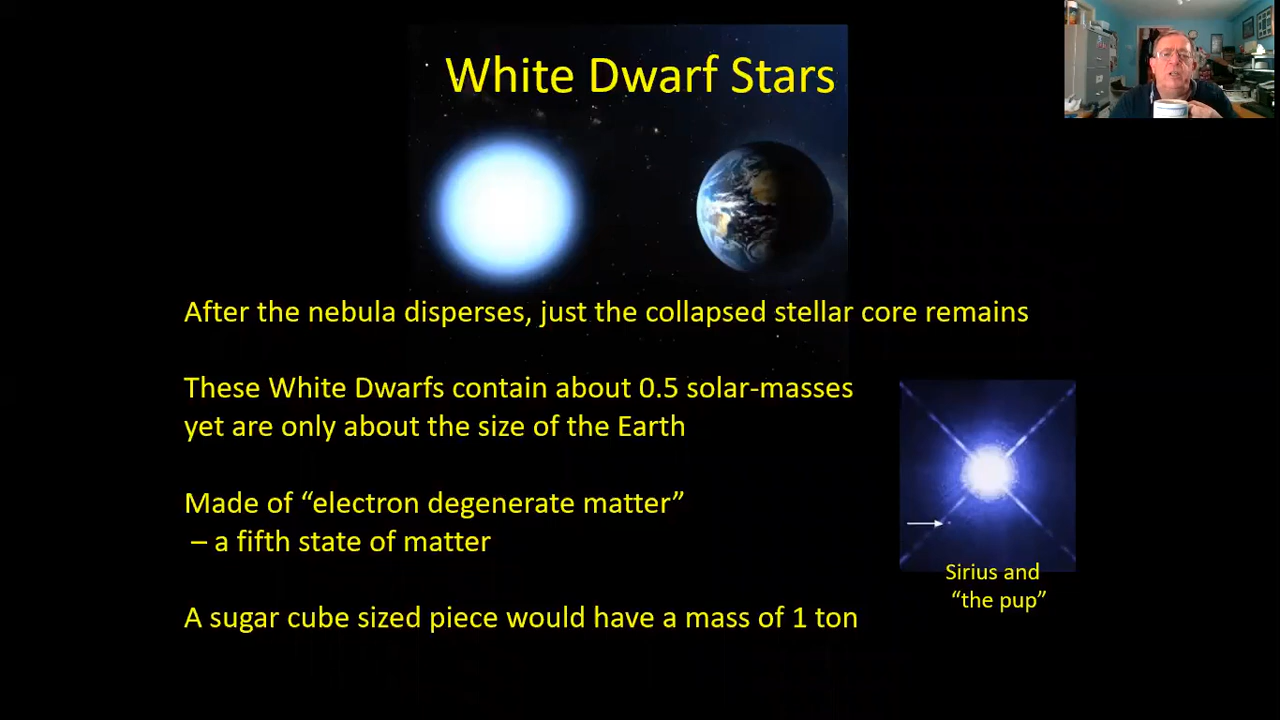 White Dwarf Stars
After the nebula disperses, just the collapsed stellar core remains
These White Dwarfs contain about 0.5 solar-masses
yet are only about the size of the Earth
Made of “electron degenerate matter”
– a fifth state of matter
A sugar cube sized piece would have a mass of 1 ton
Sirius and
“the pup”